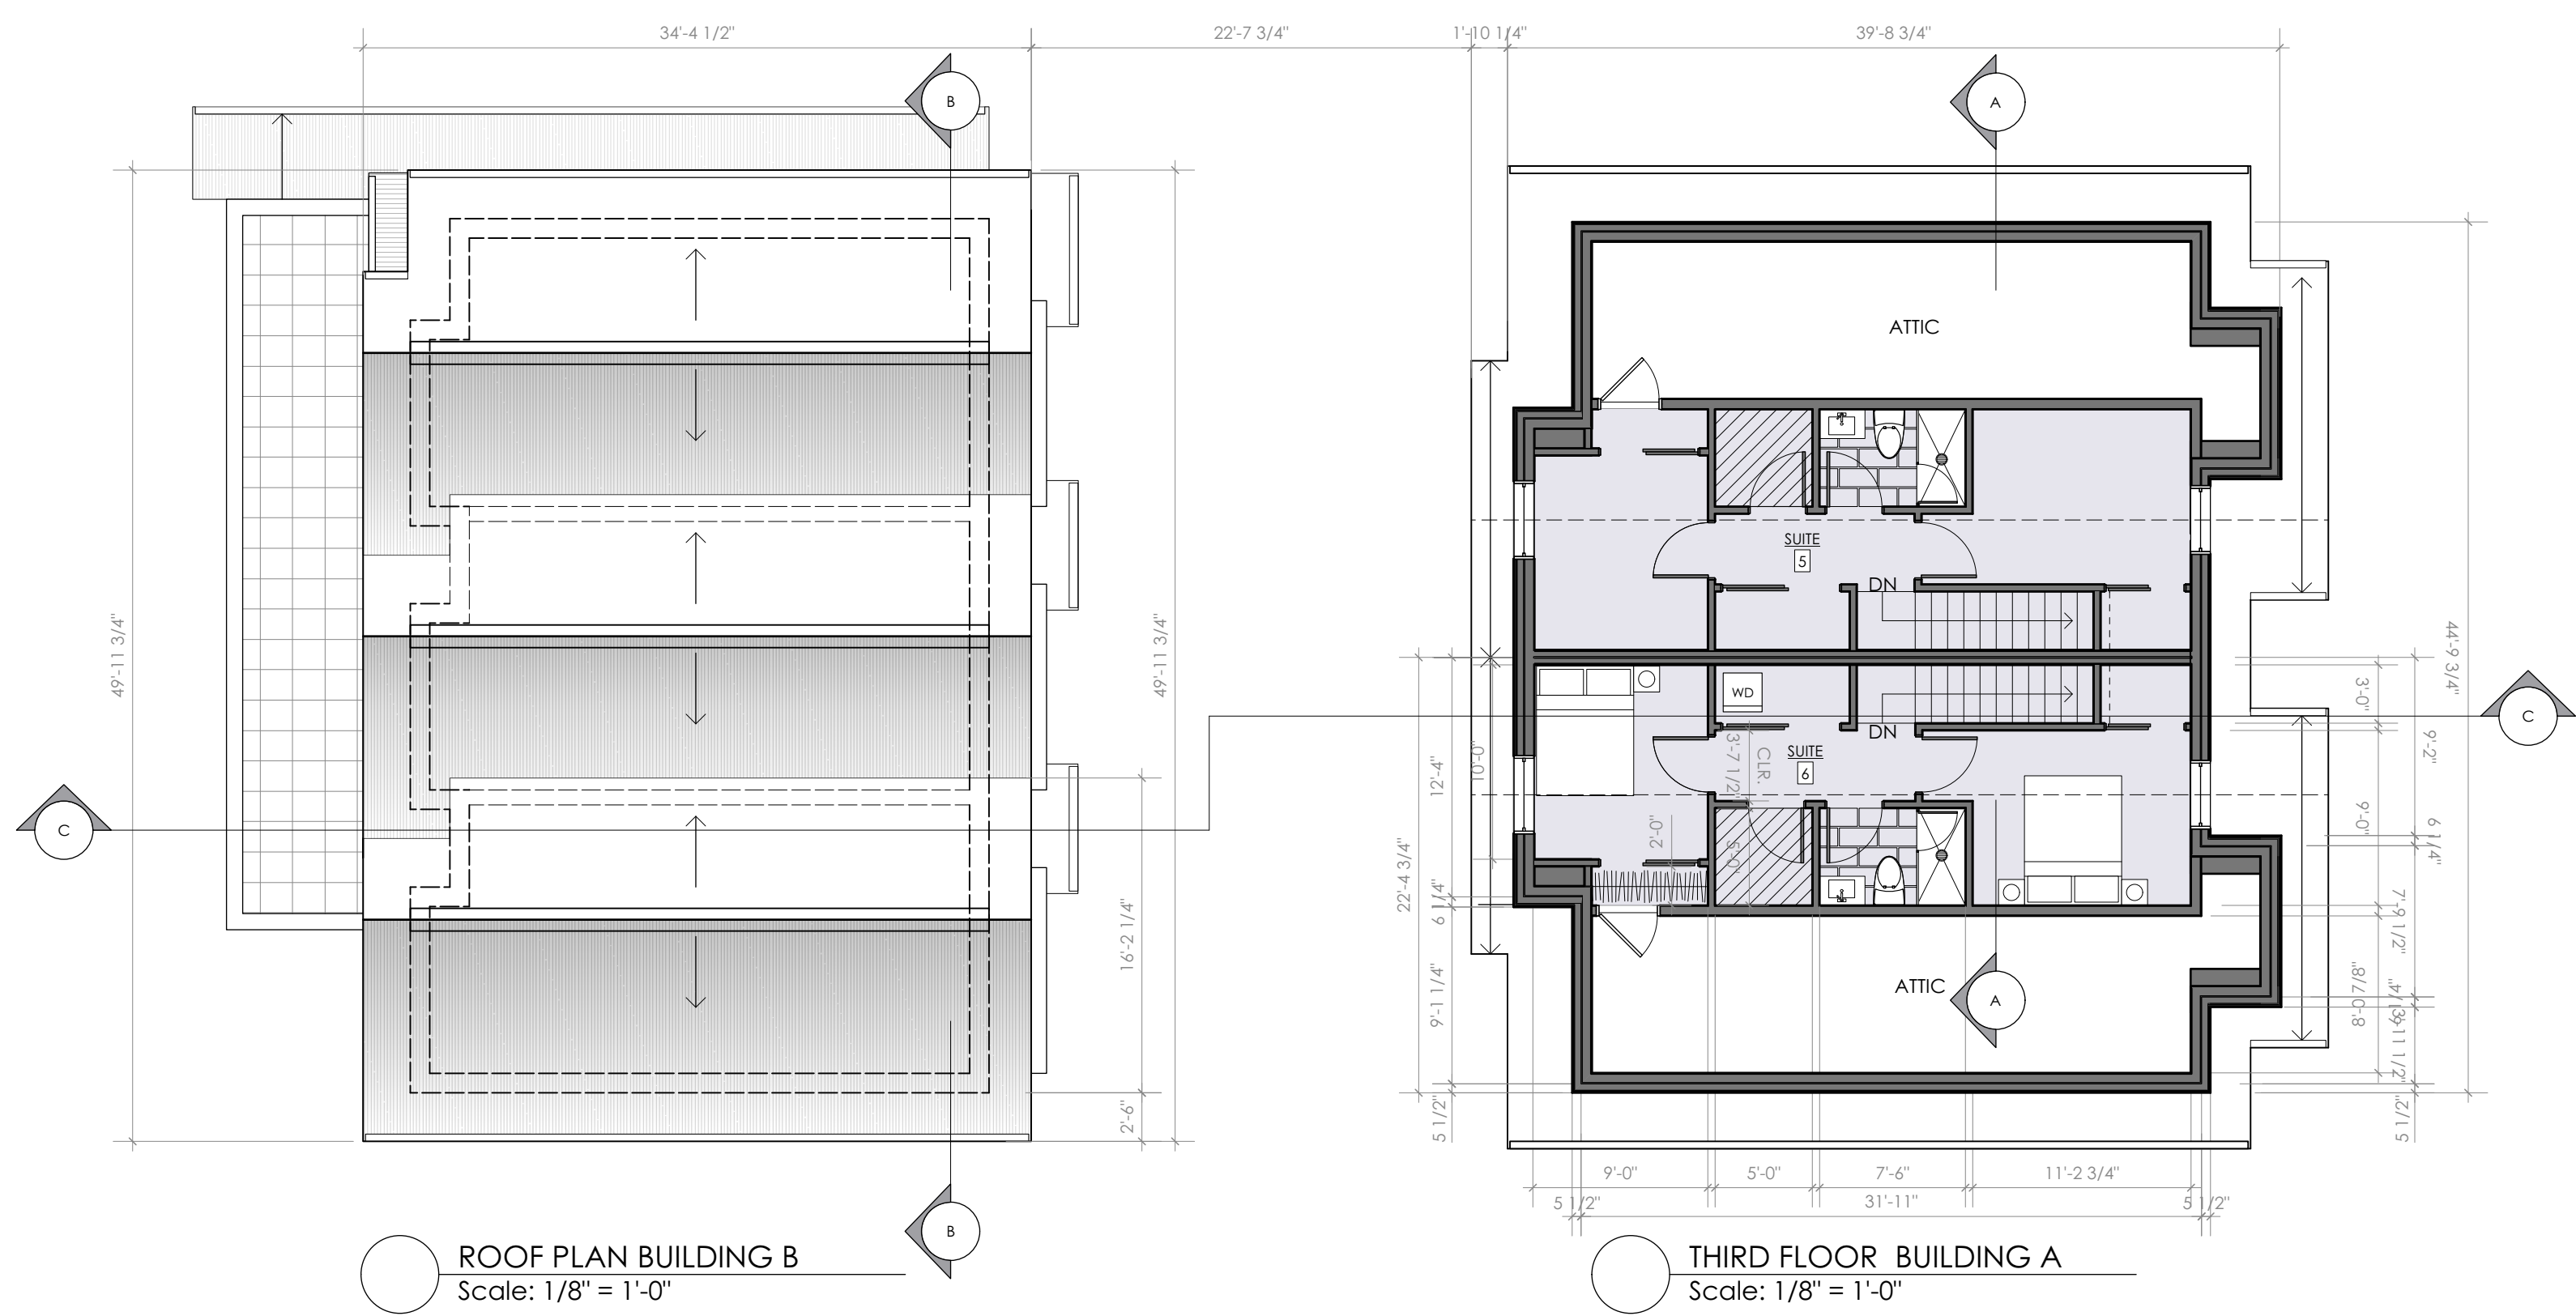 34'-4 1/2"
22'-7 3/4"
1'-10 1/4"
39'-8 3/4"
B
A
ATTIC
SUITE
5
DN
49'-11 3/4"
49'-11 3/4"
44'-9 3/4"
WD
3'-0"
C
DN
SUITE
6
3'-7 1/2"
CLR.
10'-0"
12'-4"
9'-2"
9'-0"
6 1/4"
C
2'-0"
5'-0"
22'-4 3/4"
6 1/4"
7'-6 1/2"
16'-2 1/4"
9'-11 1/4"
ATTIC
A
8'-0 7/8"
2'-6"
5 1/2"
5 1/2"
9'-0"
5'-0"
7'-6"
11'-2 3/4"
5 1/2"
31'-11"
5 1/2"
B
ROOF PLAN BUILDING B
Scale: 1/8" = 1'-0"
THIRD FLOOR BUILDING A
Scale: 1/8" = 1'-0"